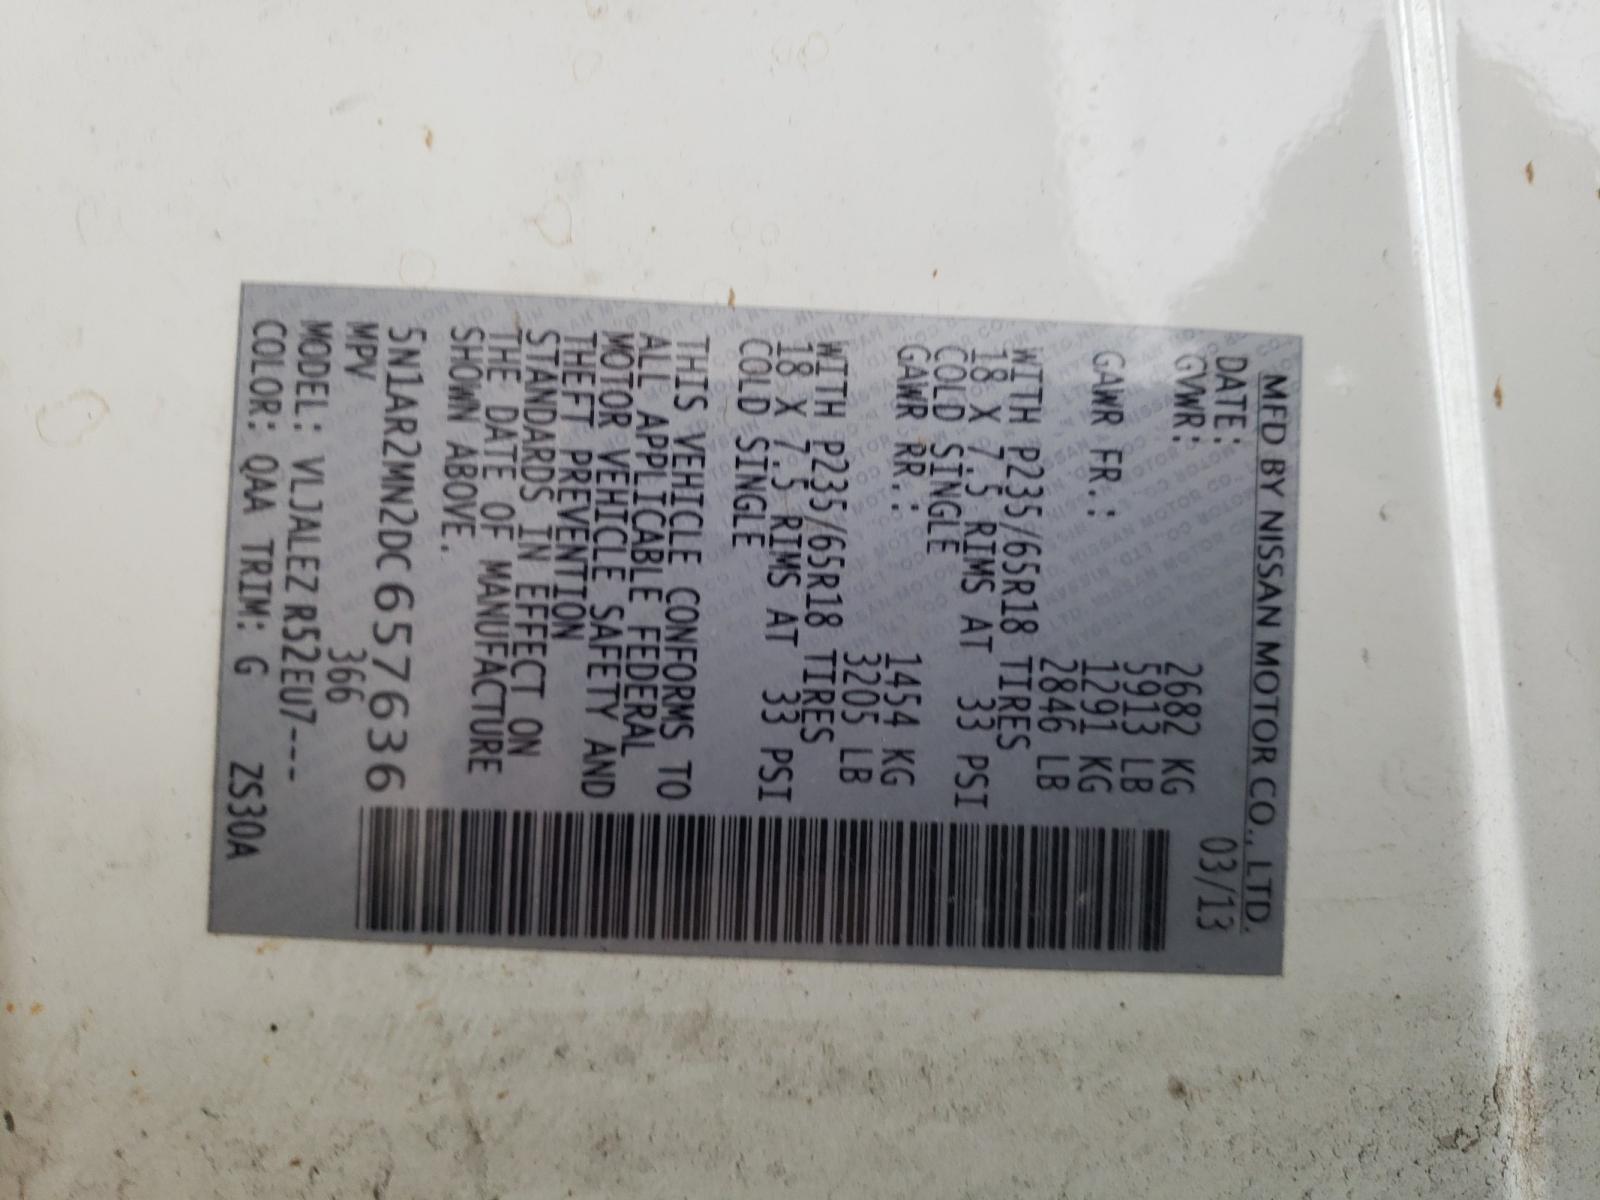 MFD BY NISSAN MOTOR CO., LTD.
DATE: 03/13
GVWR: 2682 KG
5913 LB
GAWR FR.: 1291 KG
2846 LB
WITH P235/65R18 TIRES
18 X 7.5 RIMS AT 33 PSI
COLD SINGLE
GAWR RR.: 1454 KG
3205 LB
WITH P235/65R18 TIRES
18 X 7.5 RIMS AT 33 PSI
COLD SINGLE
THIS VEHICLE CONFORMS TO
ALL APPLICABLE FEDERAL
MOTOR VEHICLE SAFETY AND
THEFT PREVENTION
STANDARDS IN EFFECT ON
THE DATE OF MANUFACTURE
SHOWN ABOVE.
5N1AR2MN2DC657636
MPV 366
MODEL: VLJALEZ R52EU7---
COLOR: QAA TRIM: G ZS30A